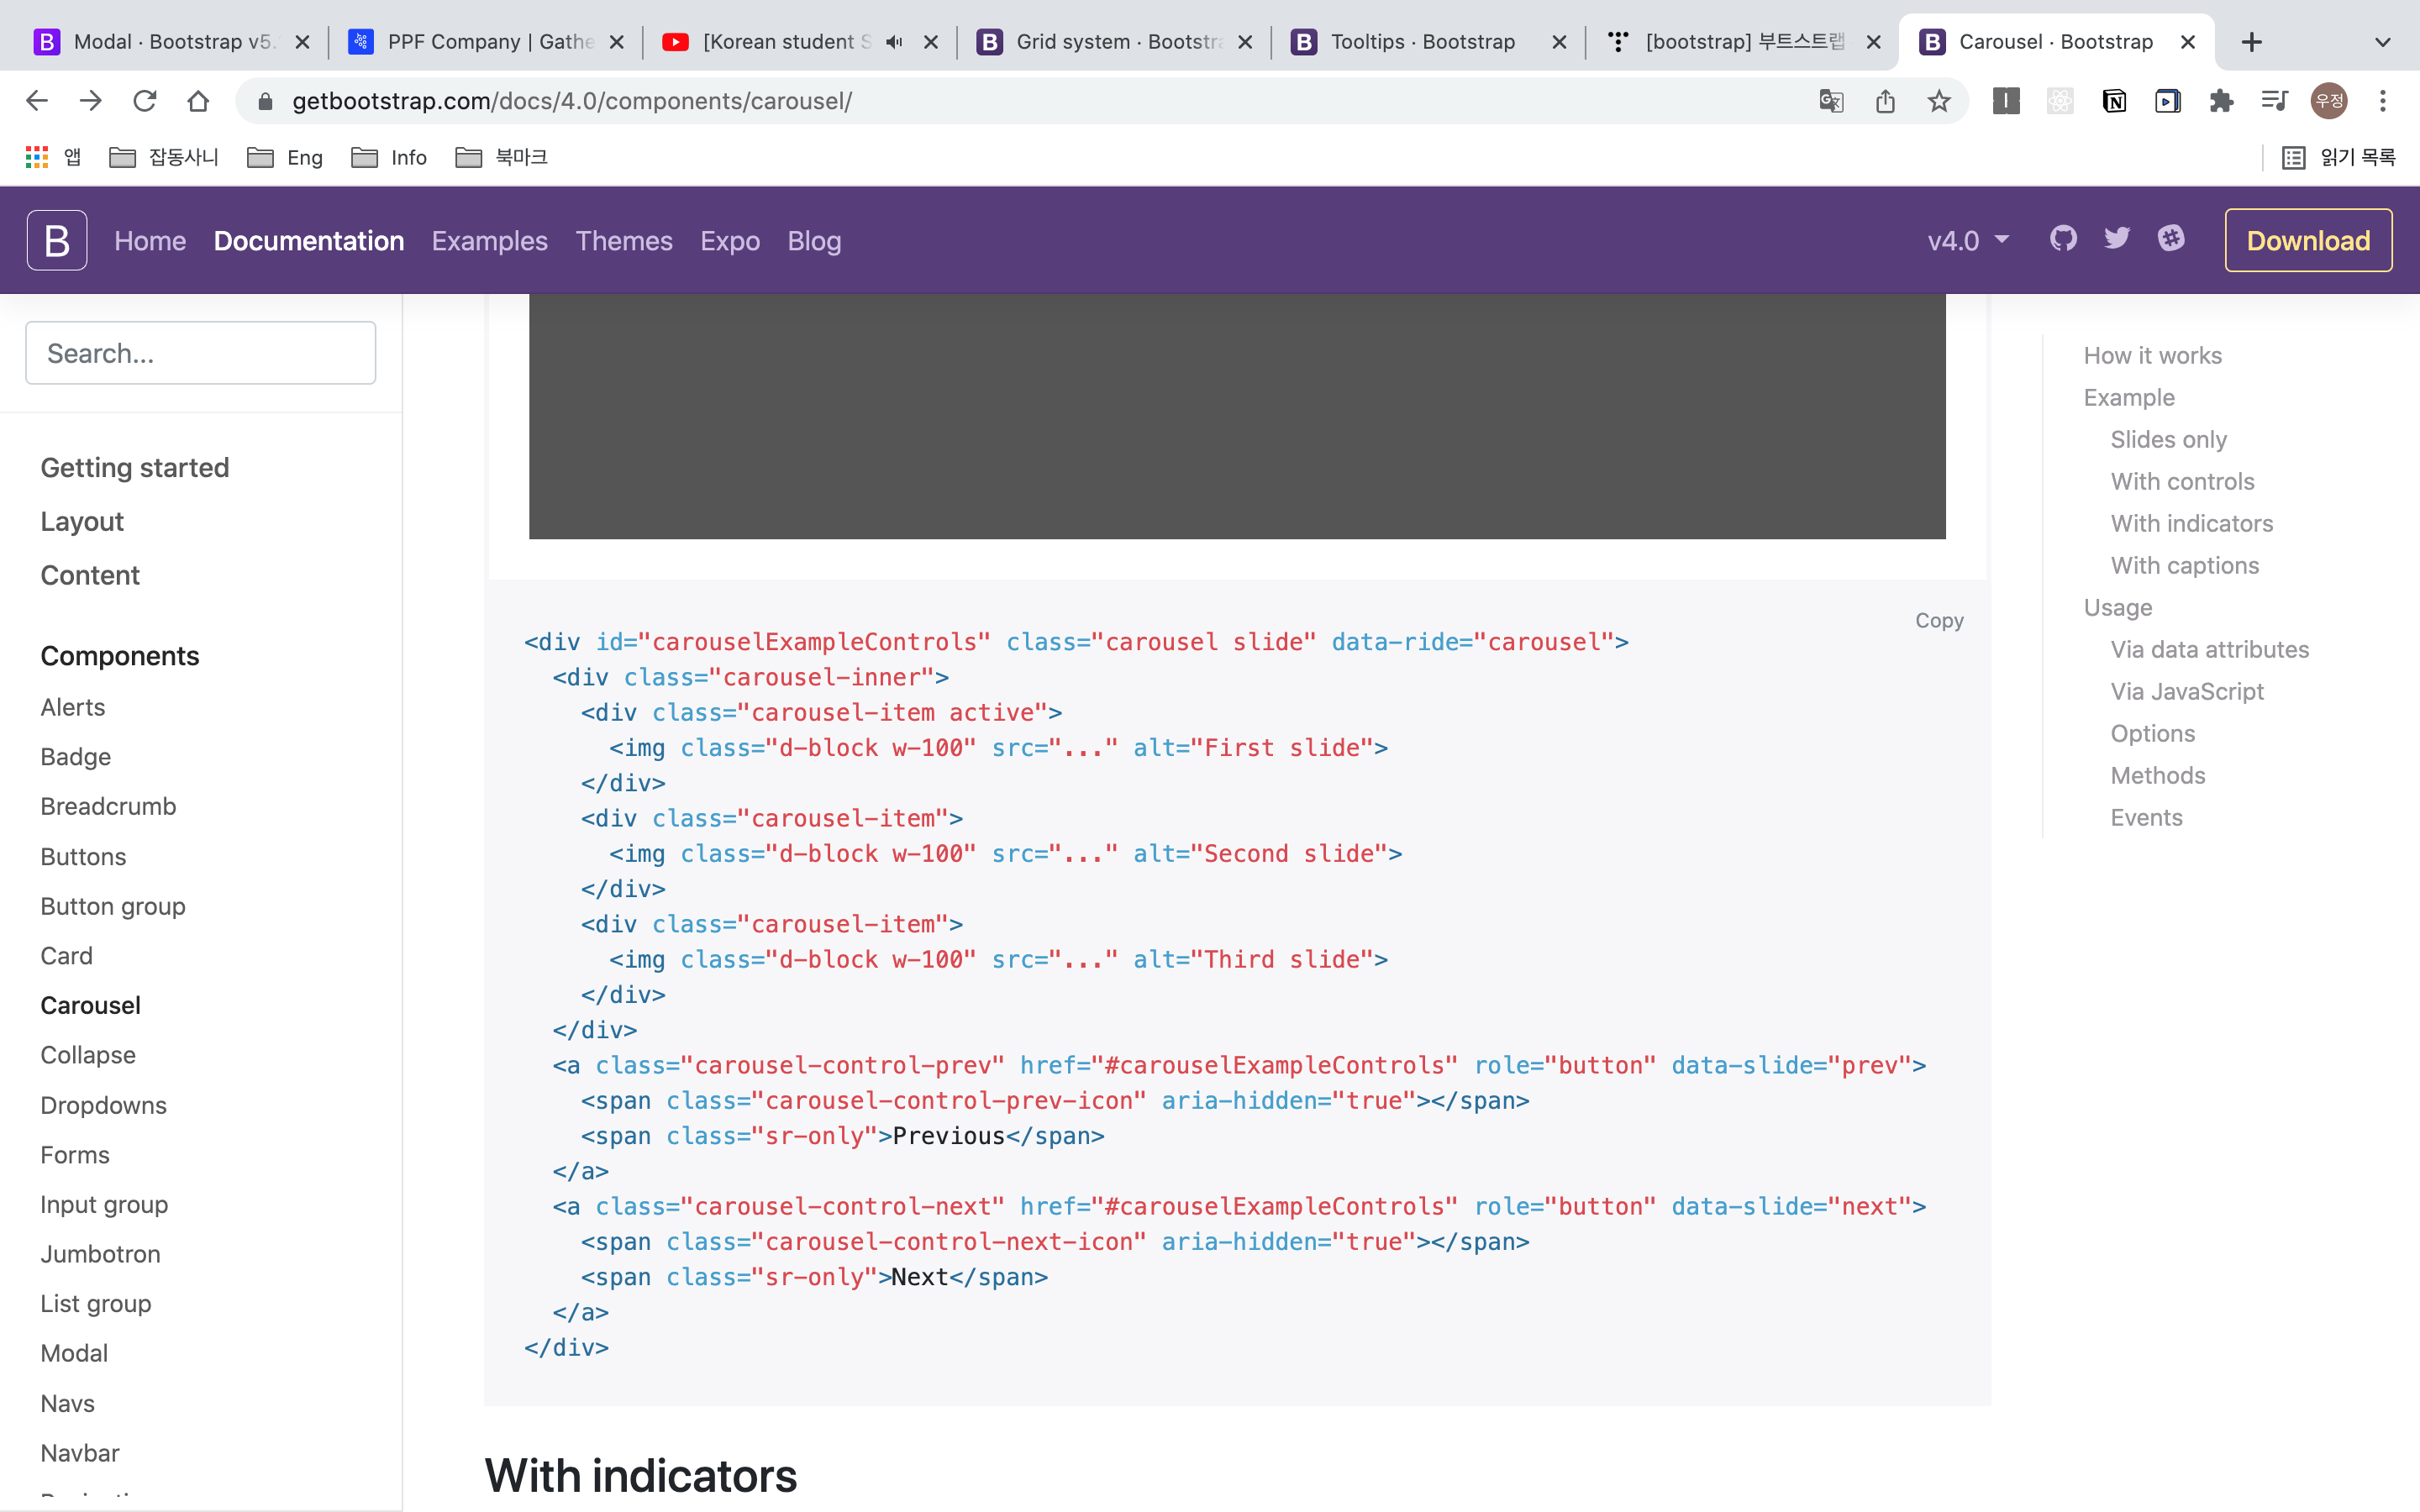 Modal · Bootstrap v5.
PPF Company | Gathe
[Korean student S
Grid system · Bootstra
Tooltips · Bootstrap
[bootstrap] 부트스트랩
Carousel · Bootstrap
getbootstrap.com/docs/4.0/components/carousel/
우정
앱
잡동사니
Eng
Info
북마크
읽기 목록
B
Home
Documentation
Examples
Themes
Expo
Blog
v4.0
Download
Search...
Getting started
Layout
Content
Components
Alerts
Badge
Breadcrumb
Buttons
Button group
Card
Carousel
Collapse
Dropdowns
Forms
Input group
Jumbotron
List group
Modal
Navs
Navbar
Copy
<div id="carouselExampleControls" class="carousel slide" data-ride="carousel">
  <div class="carousel-inner">
    <div class="carousel-item active">
      <img class="d-block w-100" src="..." alt="First slide">
    </div>
    <div class="carousel-item">
      <img class="d-block w-100" src="..." alt="Second slide">
    </div>
    <div class="carousel-item">
      <img class="d-block w-100" src="..." alt="Third slide">
    </div>
  </div>
  <a class="carousel-control-prev" href="#carouselExampleControls" role="button" data-slide="prev">
    <span class="carousel-control-prev-icon" aria-hidden="true"></span>
    <span class="sr-only">Previous</span>
  </a>
  <a class="carousel-control-next" href="#carouselExampleControls" role="button" data-slide="next">
    <span class="carousel-control-next-icon" aria-hidden="true"></span>
    <span class="sr-only">Next</span>
  </a>
</div>
With indicators
How it works
Example
Slides only
With controls
With indicators
With captions
Usage
Via data attributes
Via JavaScript
Options
Methods
Events